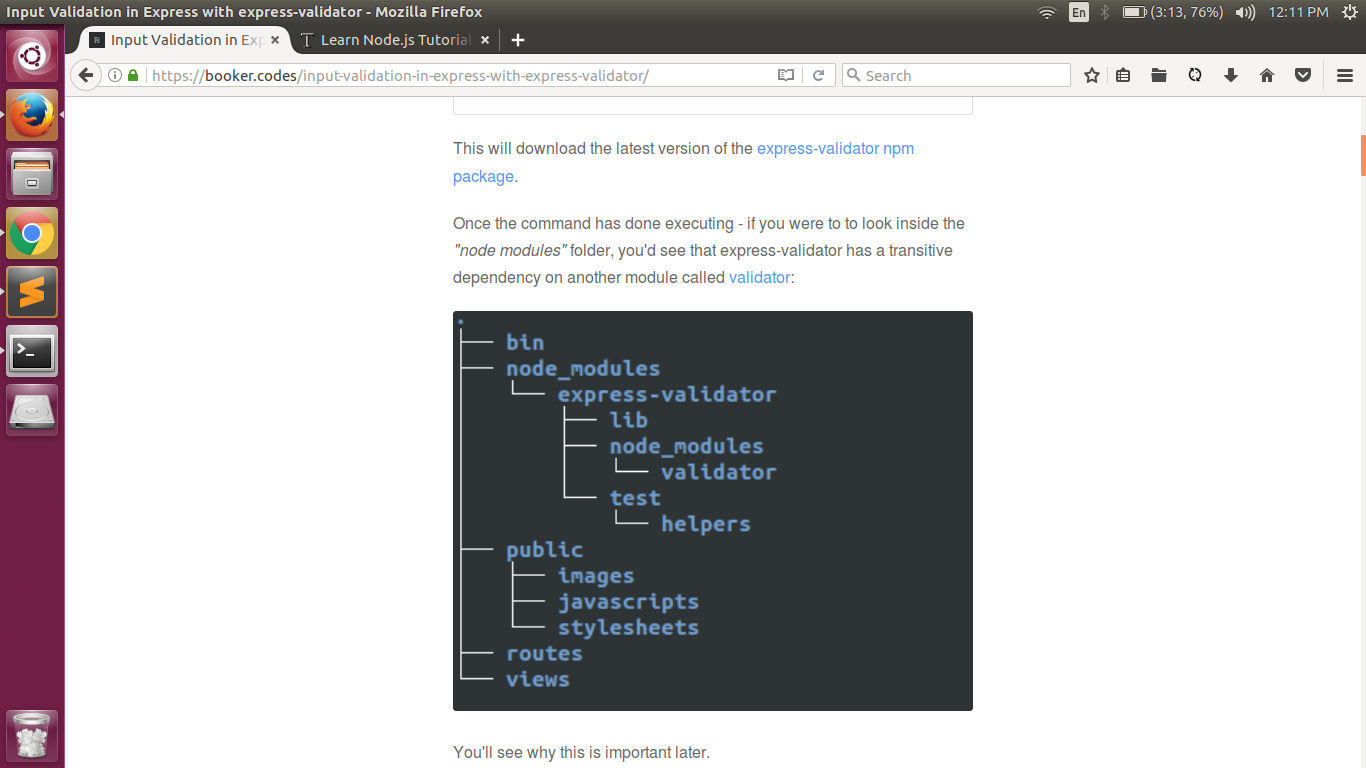 Input Validation in Express with express-validator - Mozilla Firefox
En
(3:13, 76%)
12:11 PM
Input Validation in Exp
Learn Node.js Tutorial
https://booker.codes/input-validation-in-express-with-express-validator/
Search
This will download the latest version of the express-validator npm
package.
Once the command has done executing - if you were to to look inside the
"node modules" folder, you'd see that express-validator has a transitive
dependency on another module called validator:
.
├── bin
├── node_modules
│   └── express-validator
│       ├── lib
│       ├── node_modules
│       │   └── validator
│       └── test
│           └── helpers
├── public
│   ├── images
│   ├── javascripts
│   └── stylesheets
├── routes
└── views
You'll see why this is important later.